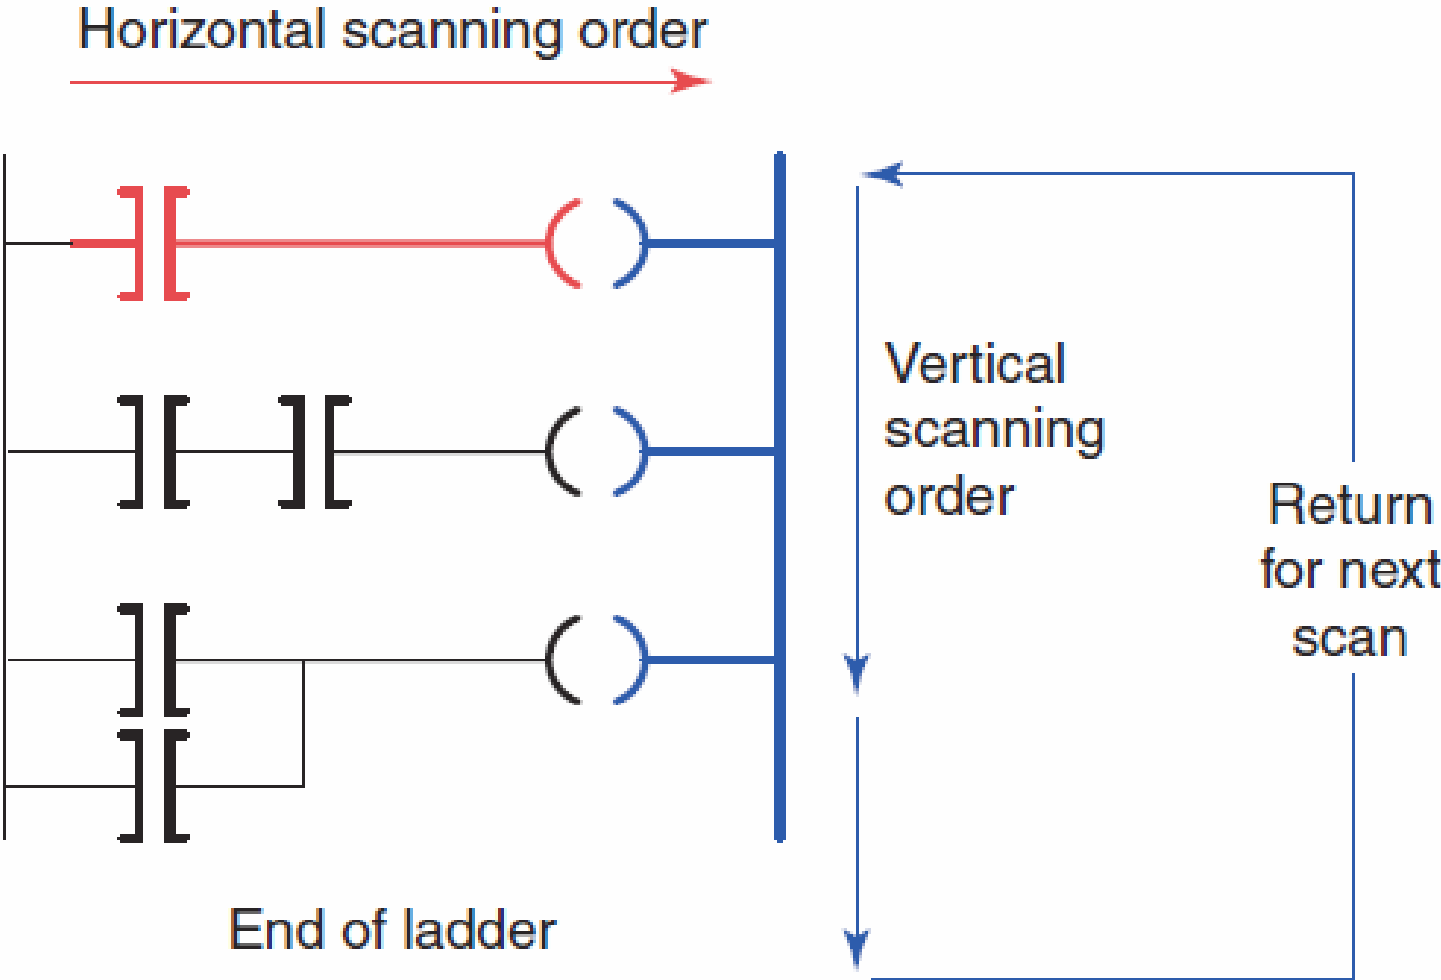 Horizontal scanning order
Vertical
scanning
order
Return
for next
scan
End of ladder